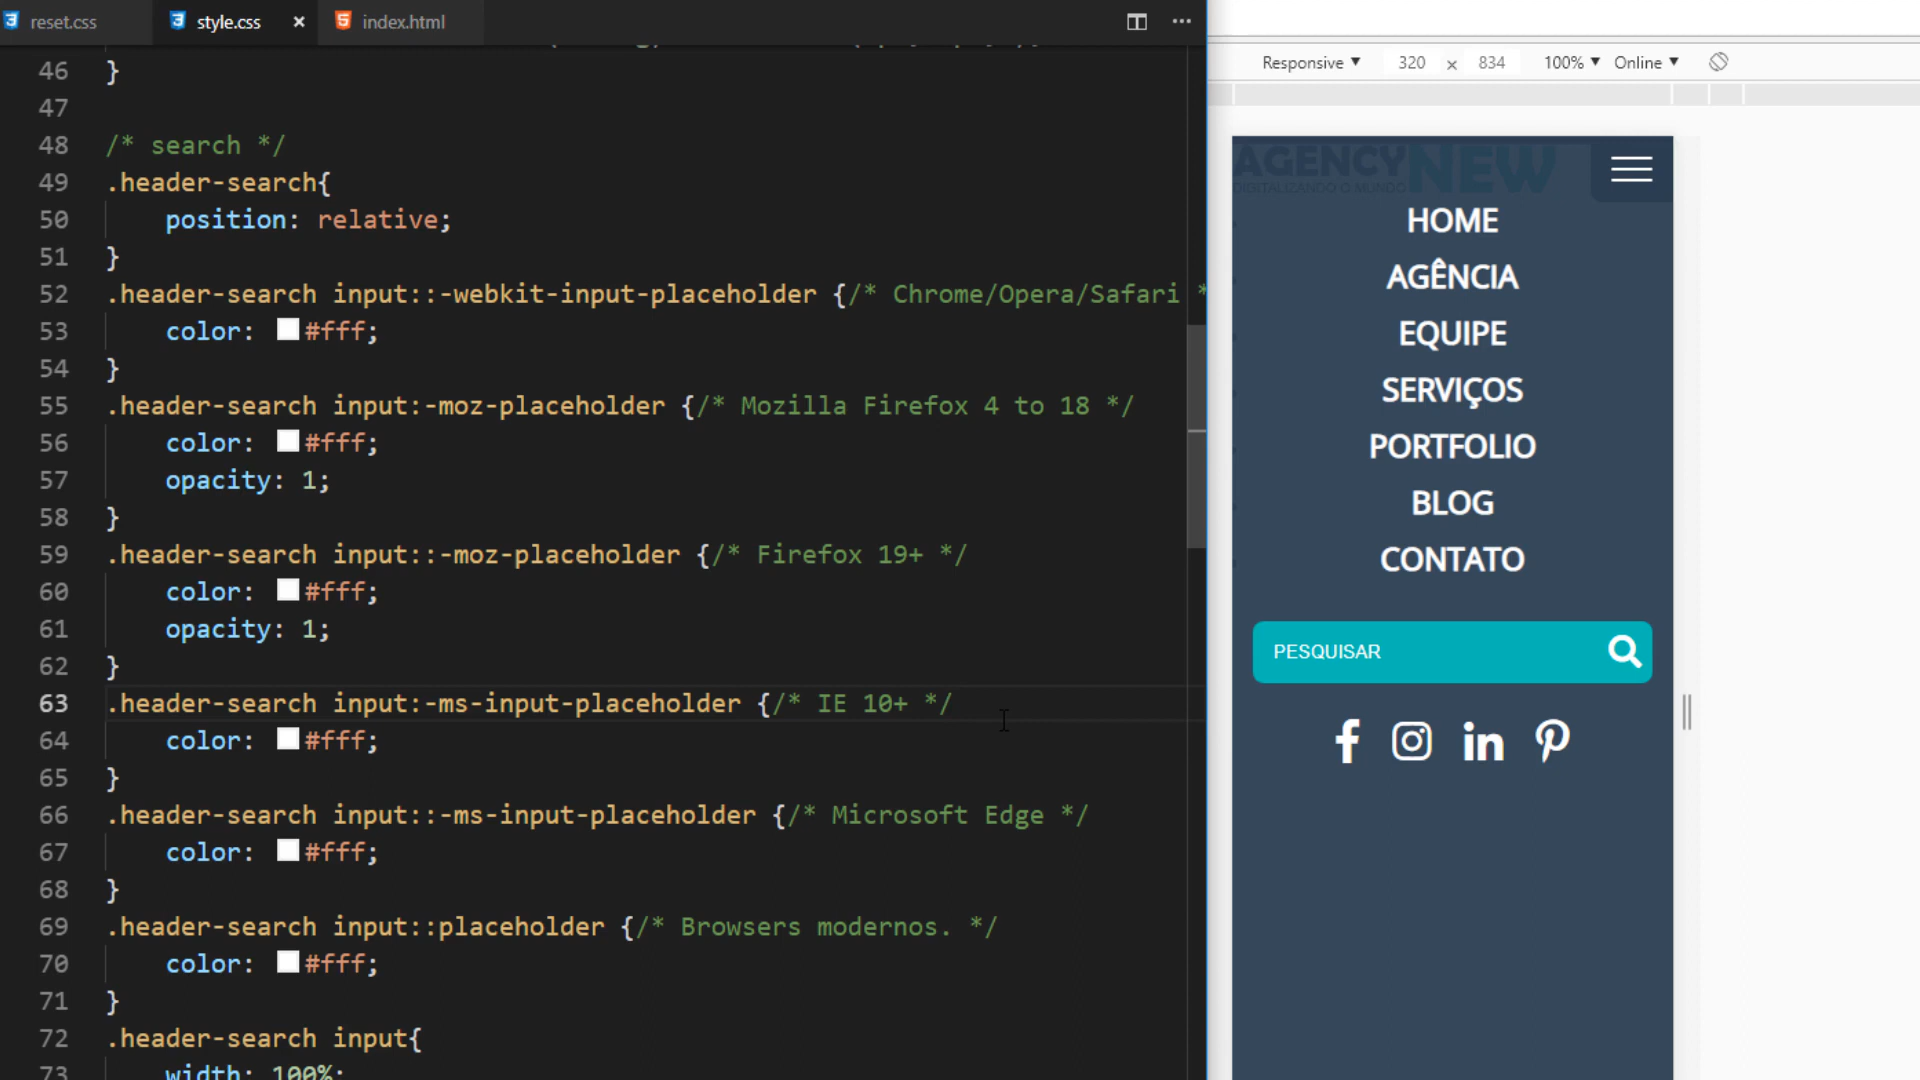 reset.css
style.css ×
index.html
46 }
47
48 /* search */
49 .header-search{
50 position: relative;
51 }
52 .header-search input::-webkit-input-placeholder {/* Chrome/Opera/Safari *
53 color: #fff;
54 }
55 .header-search input:-moz-placeholder {/* Mozilla Firefox 4 to 18 */
56 color: #fff;
57 opacity: 1;
58 }
59 .header-search input::-moz-placeholder {/* Firefox 19+ */
60 color: #fff;
61 opacity: 1;
62 }
63 .header-search input:-ms-input-placeholder {/* IE 10+ */
64 color: #fff;
65 }
66 .header-search input::-ms-input-placeholder {/* Microsoft Edge */
67 color: #fff;
68 }
69 .header-search input::placeholder {/* Browsers modernos. */
70 color: #fff;
71 }
72 .header-search input{
73 width: 100%;
Responsive ▼ 320 × 834 100% ▼ Online ▼
AGENCYNEW
DIGITALIZANDO O MUNDO
HOME
AGÊNCIA
EQUIPE
SERVIÇOS
PORTFOLIO
BLOG
CONTATO
PESQUISAR